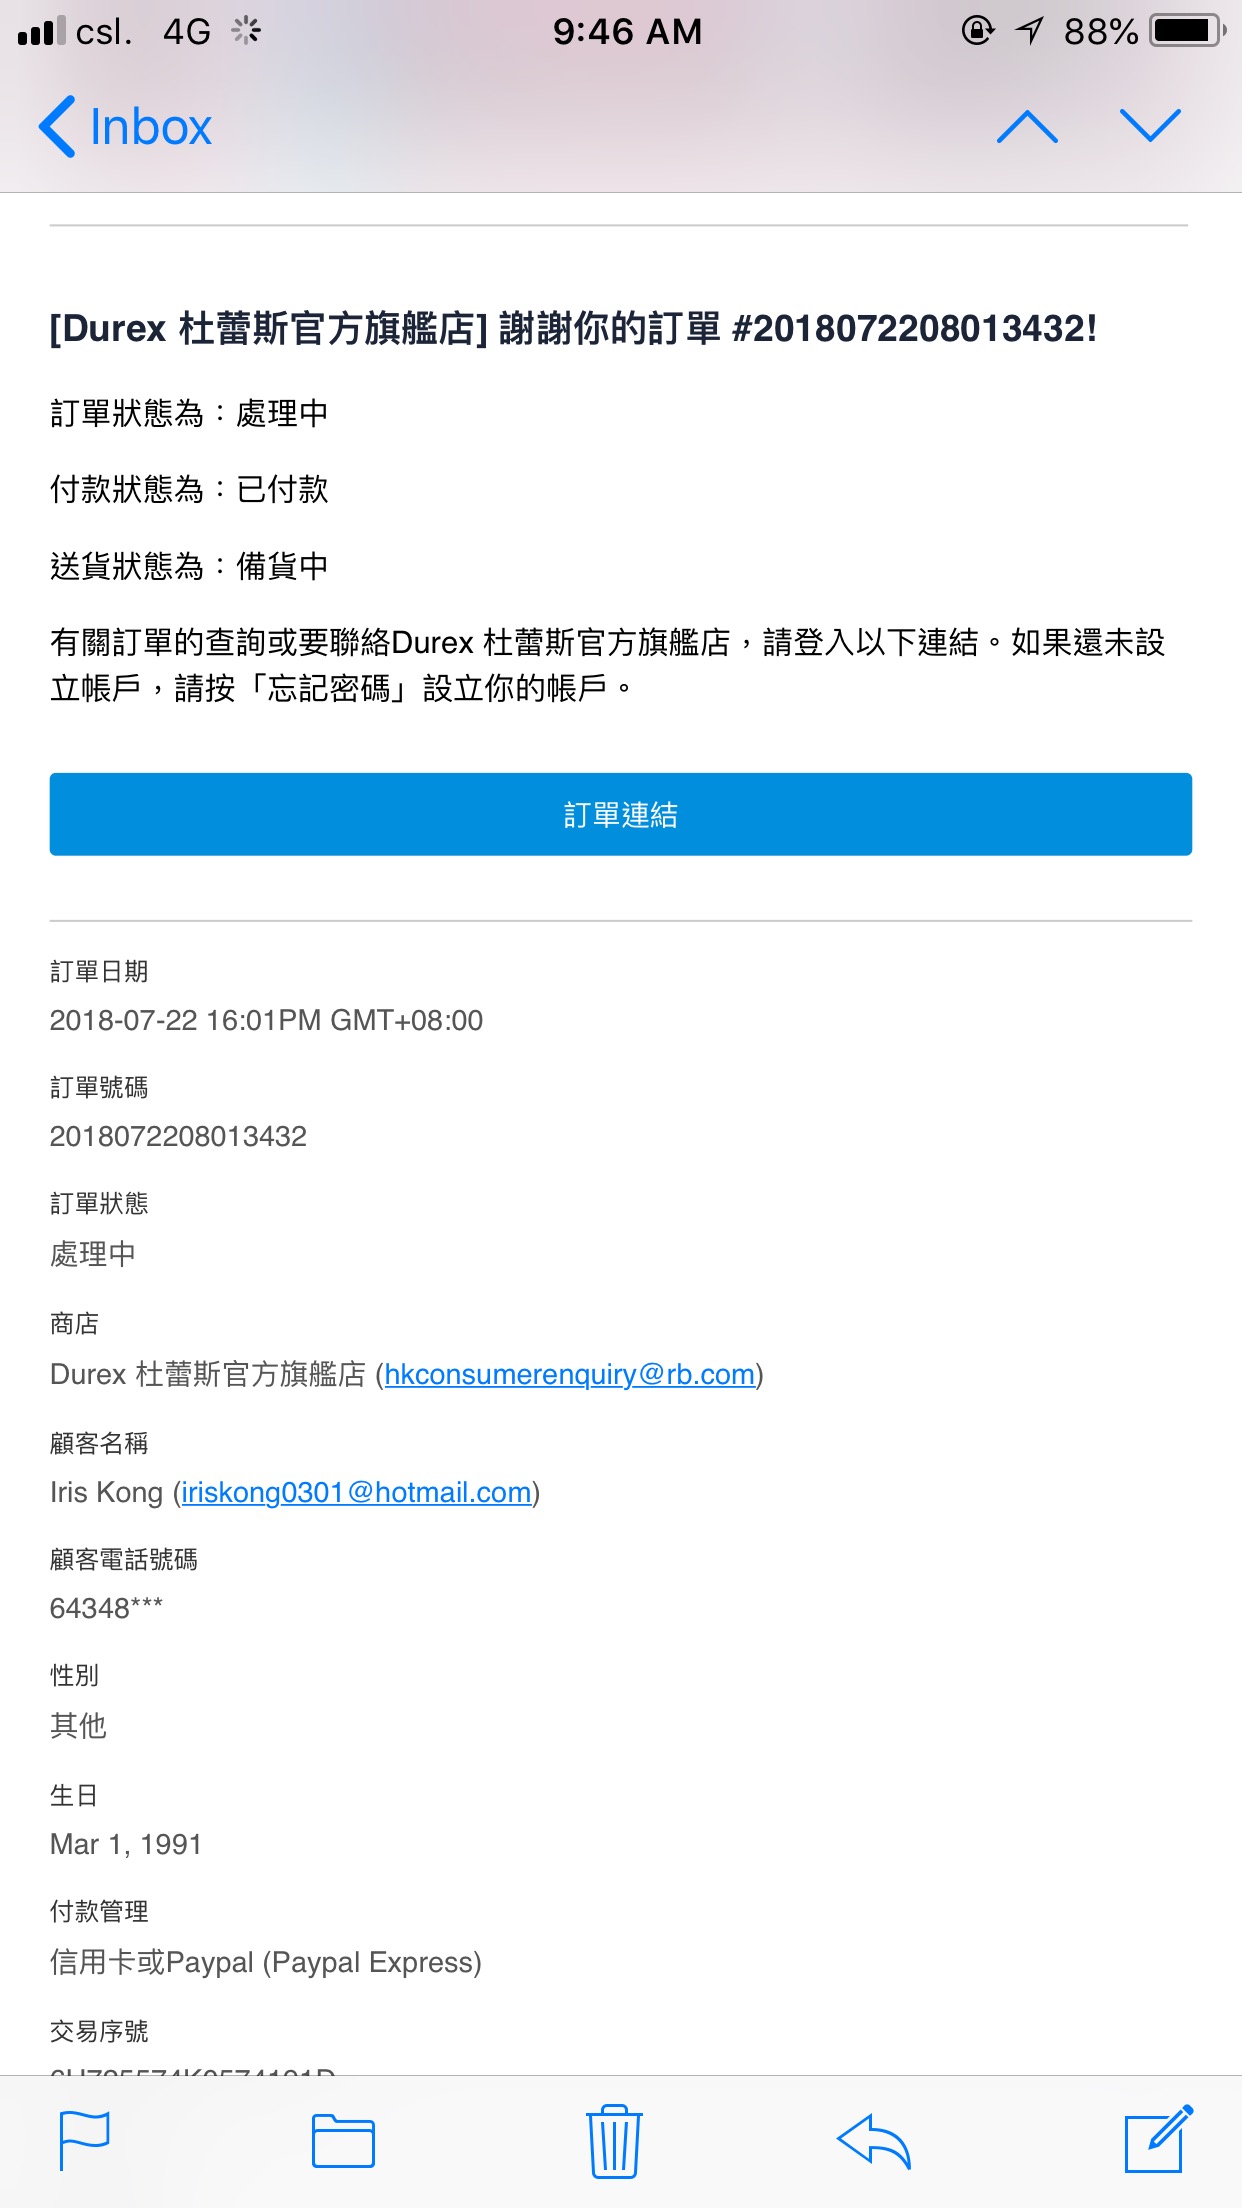 csl. 4G 9:46 AM 88%
Inbox
[Durex 杜蕾斯官方旗艦店] 謝謝你的訂單 #2018072208013432!
訂單狀態為：處理中
付款狀態為：已付款
送貨狀態為：備貨中
有關訂單的查詢或要聯絡Durex 杜蕾斯官方旗艦店，請登入以下連結。如果還未設
立帳戶，請按「忘記密碼」設立你的帳戶。
訂單連結
訂單日期
2018-07-22 16:01PM GMT+08:00
訂單號碼
2018072208013432
訂單狀態
處理中
商店
Durex 杜蕾斯官方旗艦店 (hkconsumerenquiry@rb.com)
顧客名稱
Iris Kong (iriskong0301@hotmail.com)
顧客電話號碼
64348***
性別
其他
生日
Mar 1, 1991
付款管理
信用卡或Paypal (Paypal Express)
交易序號